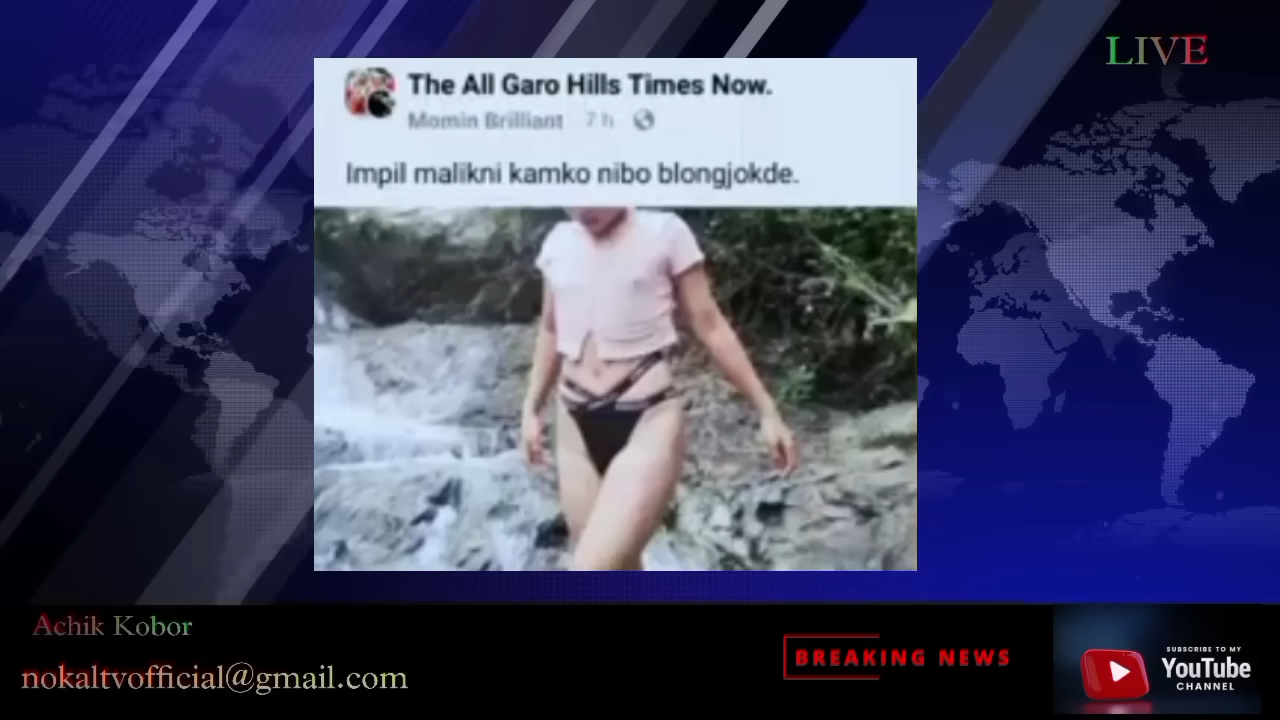 LIVE
The All Garo Hills Times Now.
Momin Brilliant 7 h
Impil malikni kamko nibo blongjokde.
Achik Kobor
nokaltvofficial@gmail.com
BREAKING NEWS
SUBSCRIBE TO MY
YouTube
CHANNEL